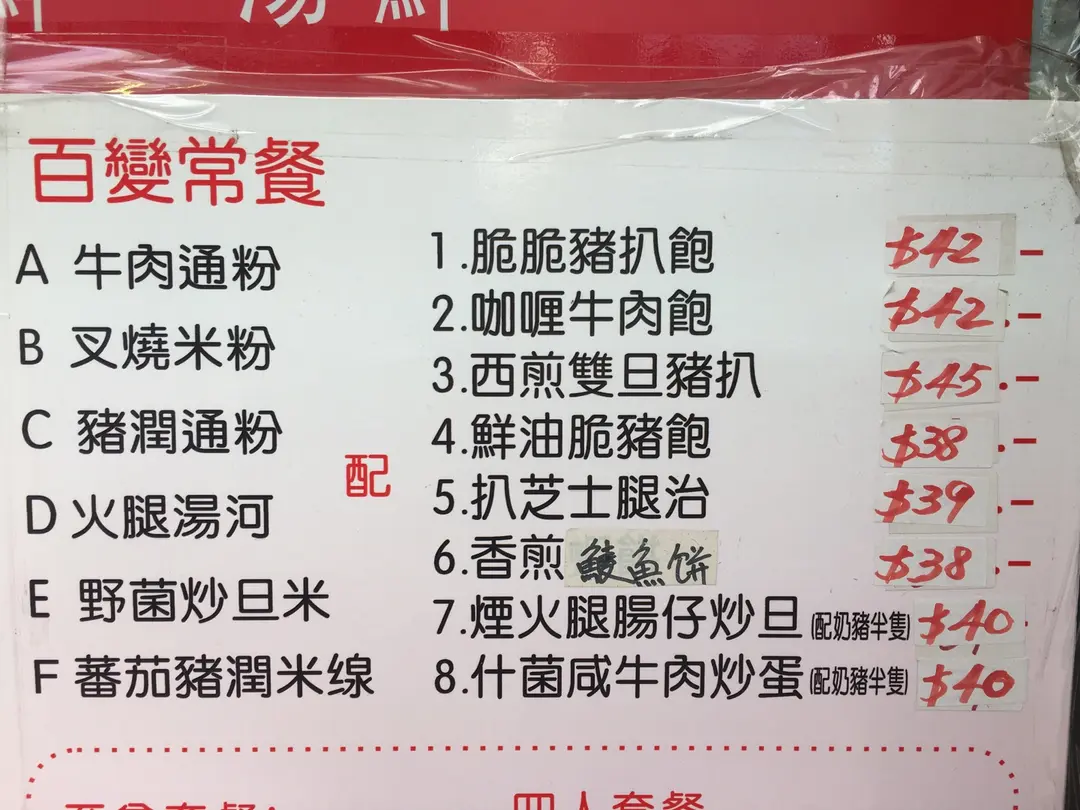 百變常餐
A 牛肉通粉
B 叉燒米粉
C 豬潤通粉
D 火腿湯河
E 野菌炒旦米
F 蕃茄豬潤米线
配
1.脆脆豬扒飽 $42 -
2.咖喱牛肉飽 $42.-
3.西煎雙旦豬扒 $45.-
4.鮮油脆豬飽 $38.-
5.扒芝士腿治 $39.-
6.香煎鯪魚饼 $38.-
7.煙火腿腸仔炒旦(配奶豬半隻) $40
8.什菌咸牛肉炒蛋(配奶豬半隻) $40
四人套餐